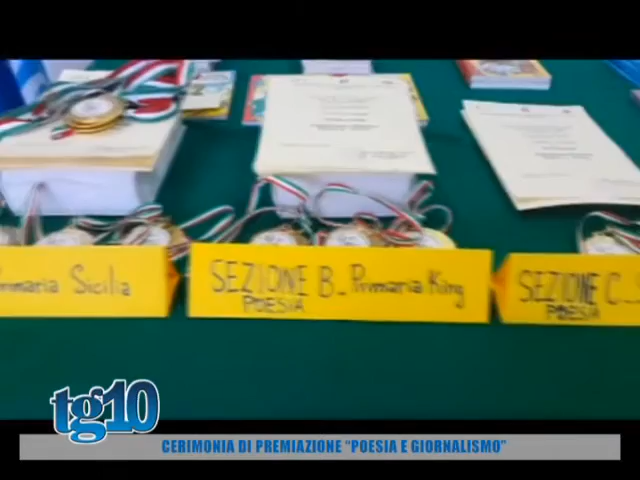 Primaria Sicilia
SEZIONE B - Primaria King
POESIA
SEZIONE C -
POESIA
tg10
CERIMONIA DI PREMIAZIONE "POESIA E GIORNALISMO"